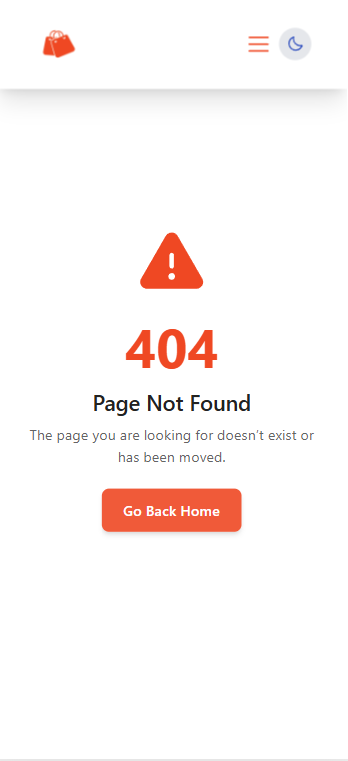 404
Page Not Found
The page you are looking for doesn't exist or
has been moved.
Go Back Home